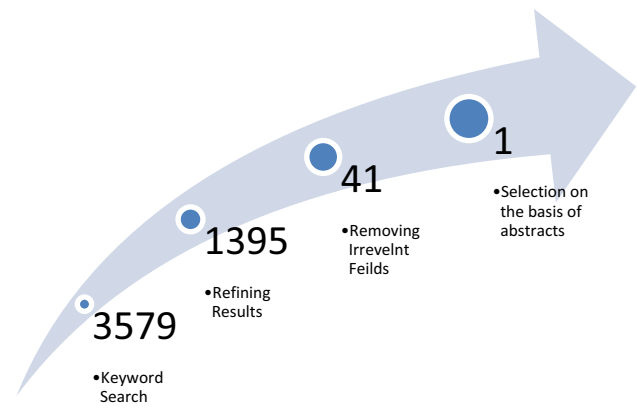 3579
•Keyword
Search
1395
•Refining
Results
41
•Removing
Irrevelnt
Feilds
1
•Selection on
the basis of
abstracts